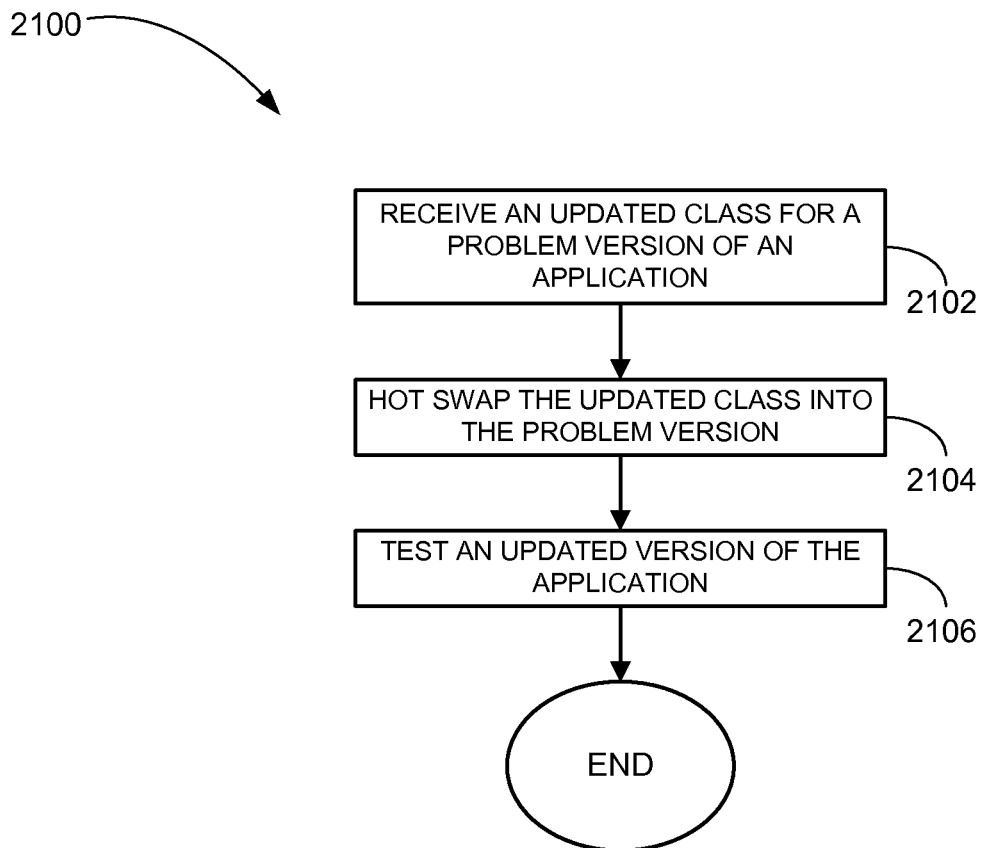 2100
RECEIVE AN UPDATED CLASS FOR A
PROBLEM VERSION OF AN
APPLICATION
2102
HOT SWAP THE UPDATED CLASS INTO
THE PROBLEM VERSION
2104
TEST AN UPDATED VERSION OF THE
APPLICATION
2106
END